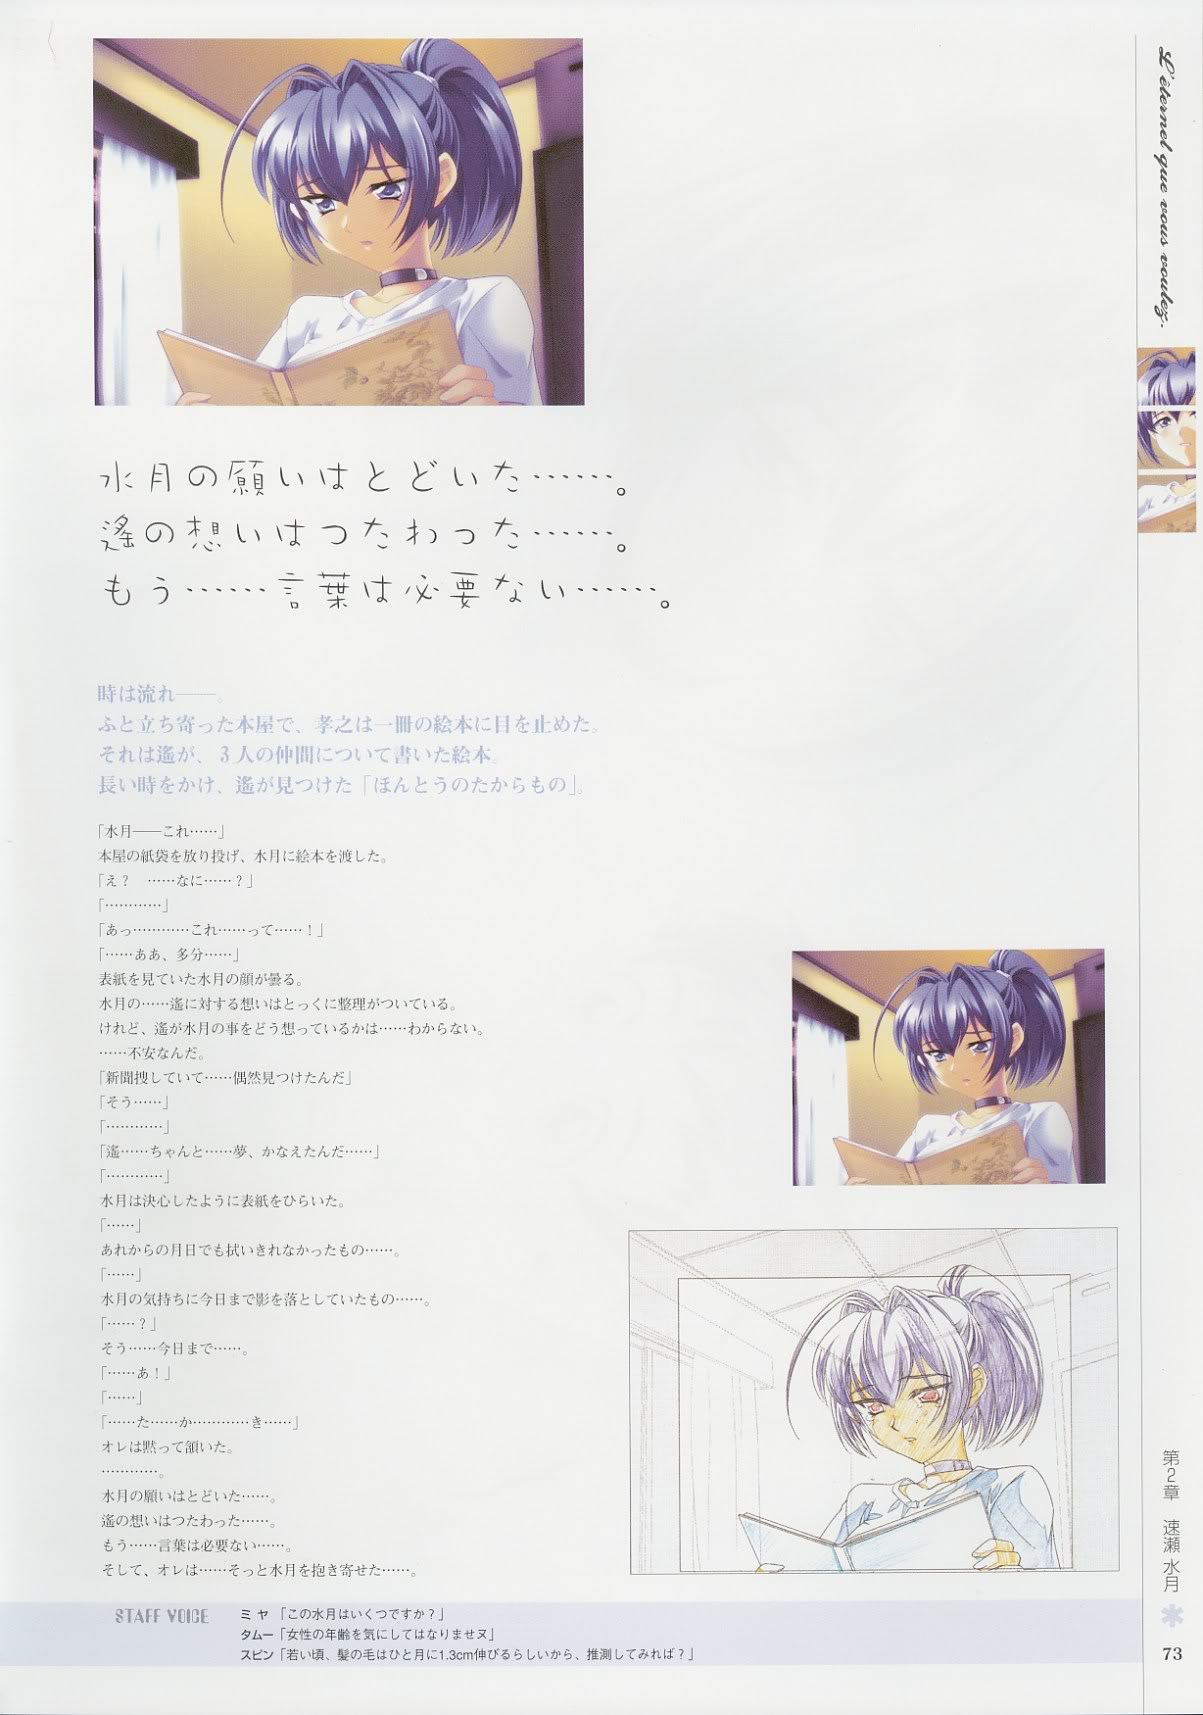 L'éternel que vous voulez.
水月の願いはとどいた……。
遙の想いはつたわった……。
もう……言葉は必要ない……。
時は流れ――。
ふと立ち寄った本屋で、孝之は一冊の絵本に目を止めた。
それは遙が、3人の仲間について書いた絵本。
長い時をかけ、遙が見つけた「ほんとうのたからもの」。
「水月――これ……」
本屋の紙袋を放り投げ、水月に絵本を渡した。
「え？　……なに……？」
「…………」
「あっ…………これ……って……！」
「……ああ、多分……」
表紙を見ていた水月の顔が曇る。
水月の……遙に対する想いはとっくに整理がついている。
けれど、遙が水月の事をどう想っているかは……わからない。
……不安なんだ。
「新聞捜していて……偶然見つけたんだ」
「そう……」
「…………」
「遙……ちゃんと……夢、かなえたんだ……」
「…………」
水月は決心したように表紙をひらいた。
「……」
あれからの月日でも拭いきれなかったもの……。
「……」
水月の気持ちに今日まで影を落としていたもの……。
「……？」
そう……今日まで……。
「……あ！」
「……」
「……た……か…………き……」
オレは黙って頷いた。
…………。
水月の願いはとどいた……。
遙の想いはつたわった……。
もう……言葉は必要ない……。
そして、オレは……そっと水月を抱き寄せた……。
STAFF VOICE
ミヤ「この水月はいくつですか？」
タムー「女性の年齢を気にしてはなりませヌ」
スピン「若い頃、髪の毛はひと月に1.3cm伸びるらしいから、推測してみれば？」
第2章　速瀬 水月
73